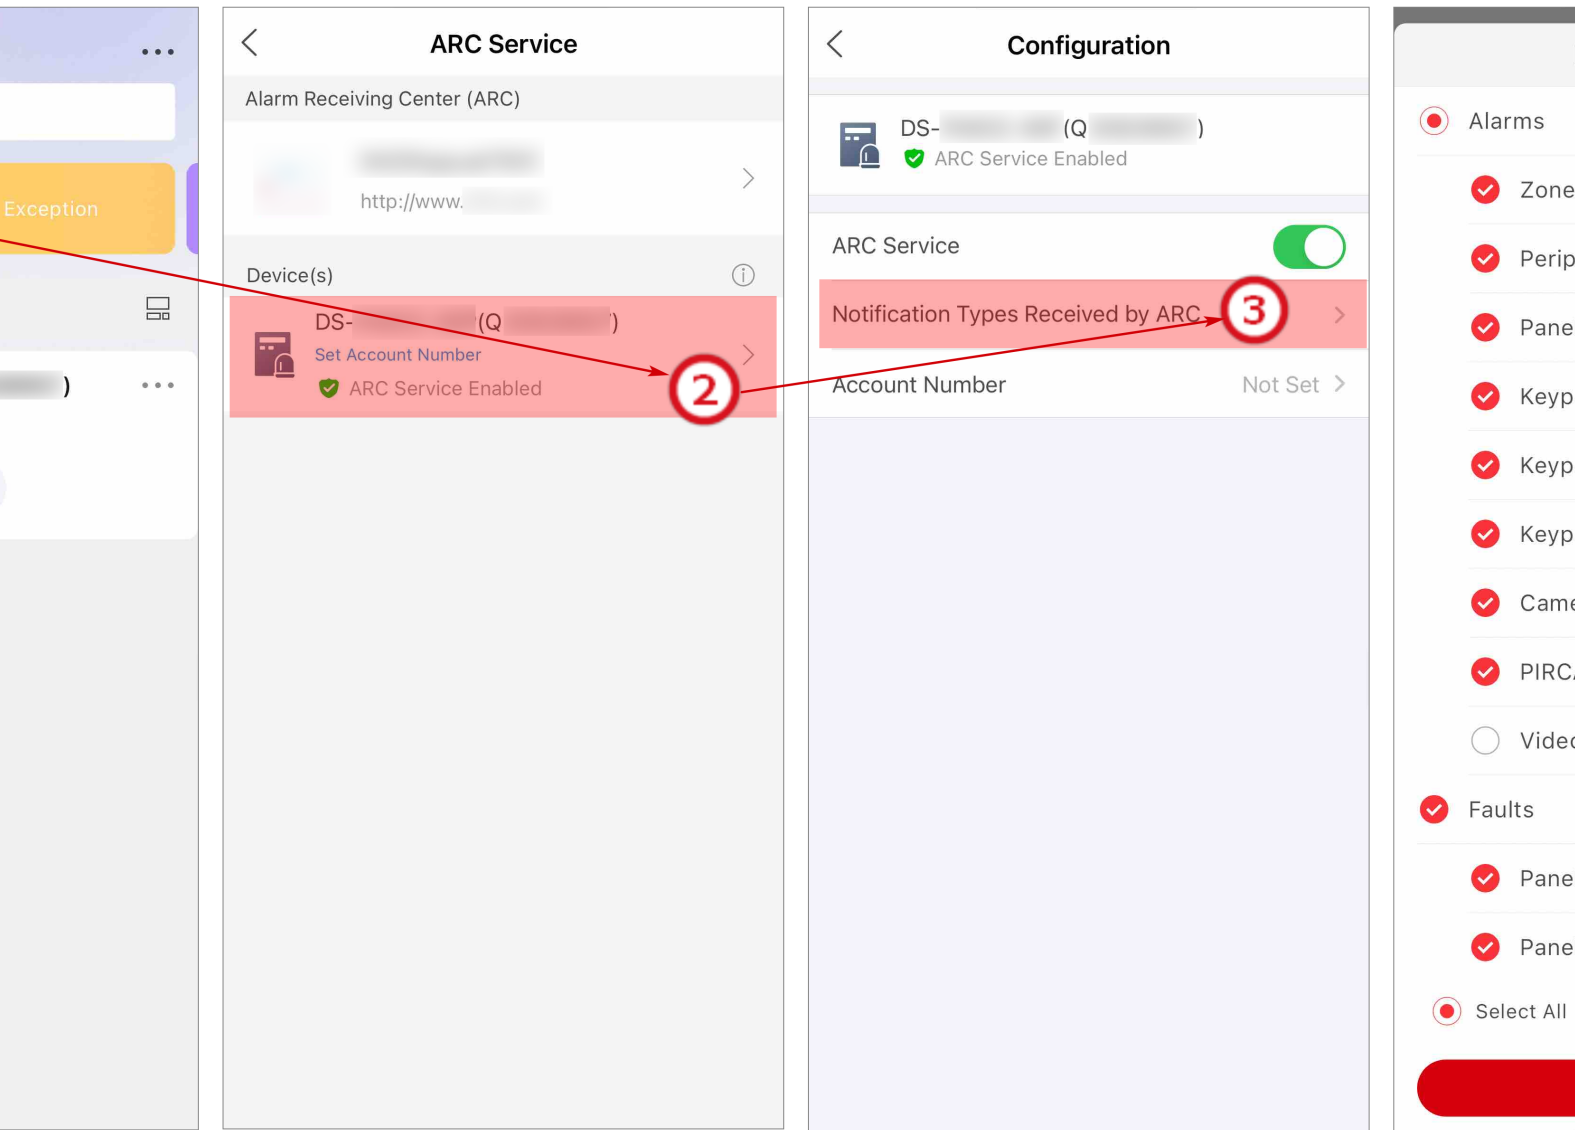 Exception
)
ARC Service
Alarm Receiving Center (ARC)
http://www.
Device(s)
DS- (Q )
Set Account Number
ARC Service Enabled
2
Configuration
DS- (Q )
ARC Service Enabled
ARC Service
Notification Types Received by ARC
3
Account Number
Not Set
Alarms
Zone
Perip
Pane
Keyp
Keyp
Keyp
Came
PIRCA
Video
Faults
Pane
Pane
Select All